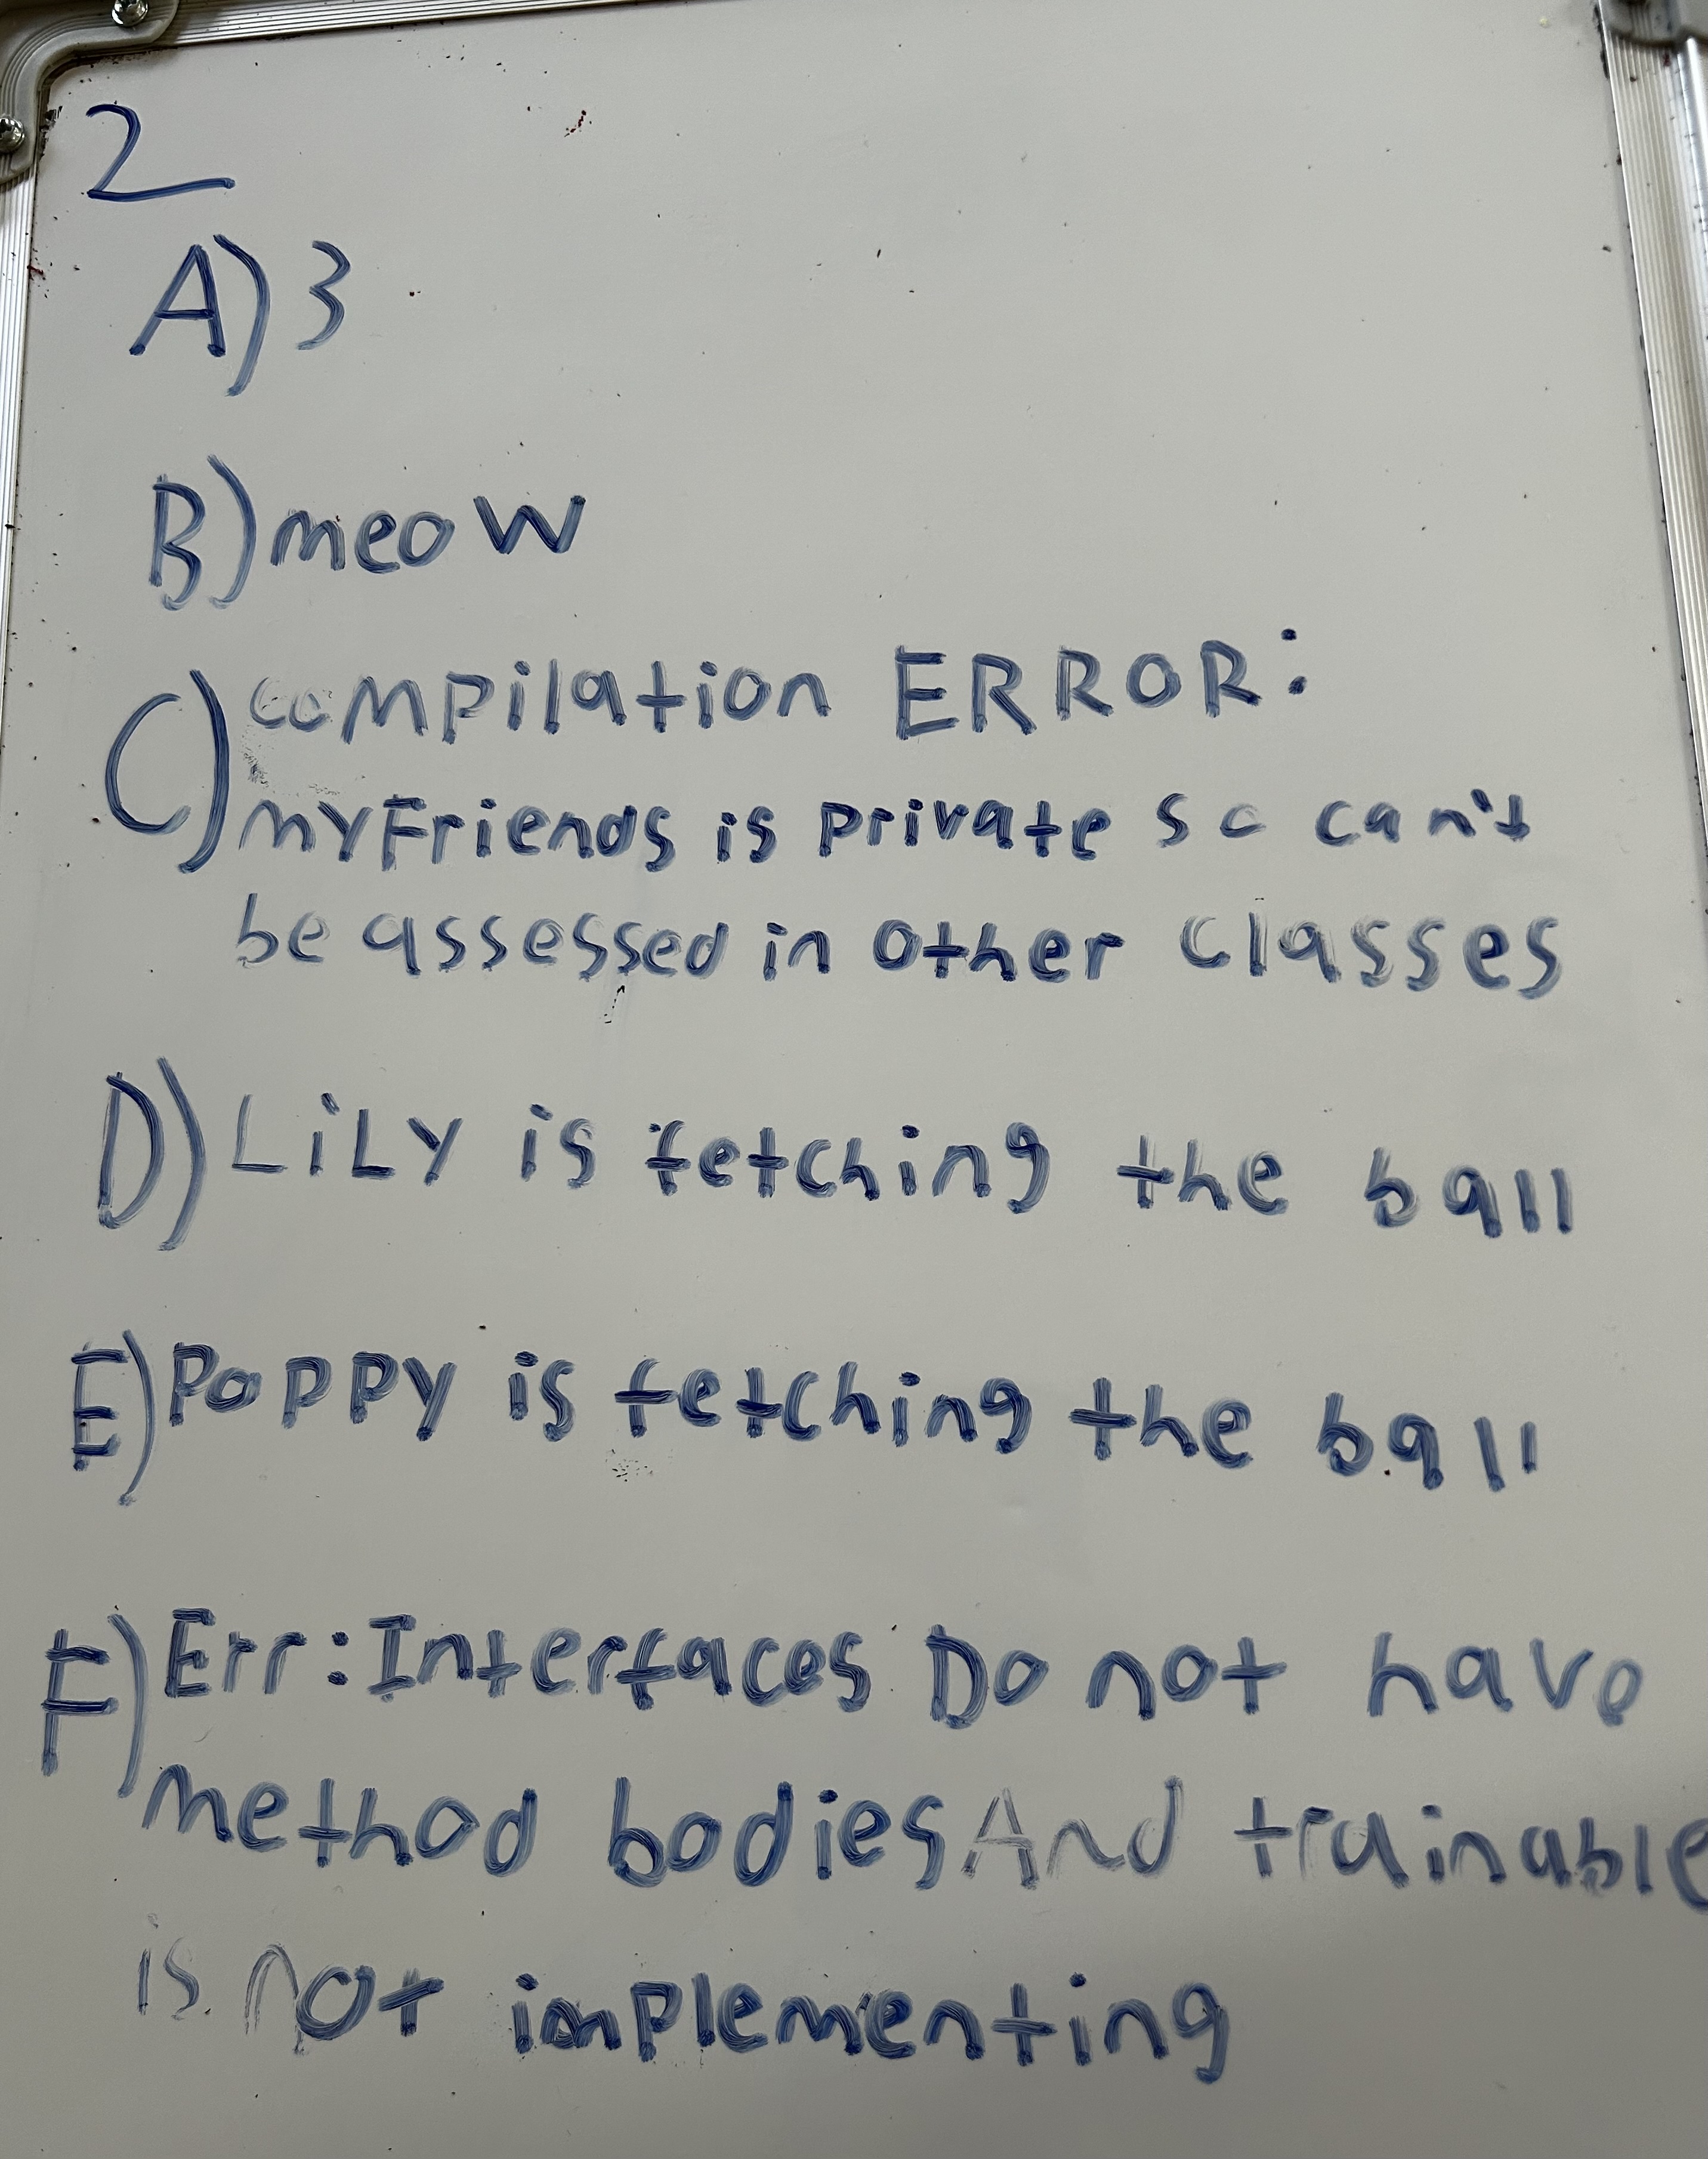 2
A) 3
B) meow
C) compilation ERROR:
myFriends is private so can't
be assessed in other classes
D) LiLY is fetching the ball
E) Poppy is fetching the ball
F) Err: Interfaces Do not have
method bodies And trainable
is not implementing